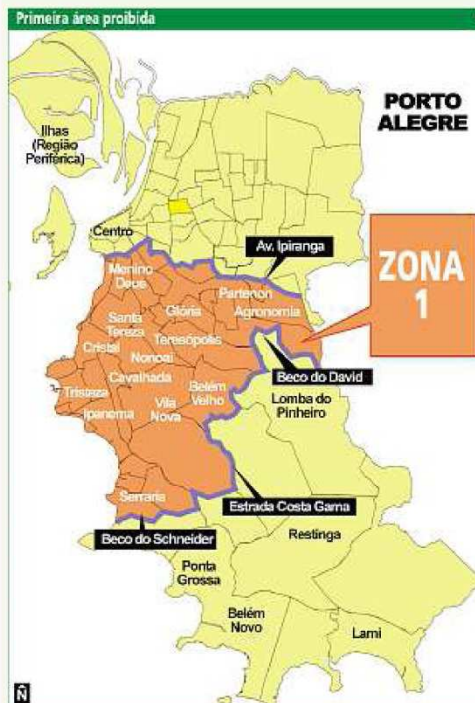 Primeira área proibida
PORTO
ALEGRE
Ilhas
(Região
Periférica)
Centro
Av. Ipiranga
ZONA
1
Menino
Deus
Partenon
Glória
Agronomia
Santa
Tereza
Teresópolis
Cristal
Nonoai
Beco do David
Cavalhada
Tristeza
Belém
Velho
Lomba do
Pinheiro
Ipanema
Vila
Nova
Serraria
Estrada Costa Gama
Beco do Schneider
Restinga
Ponta
Grossa
Belém
Novo
Lami
N